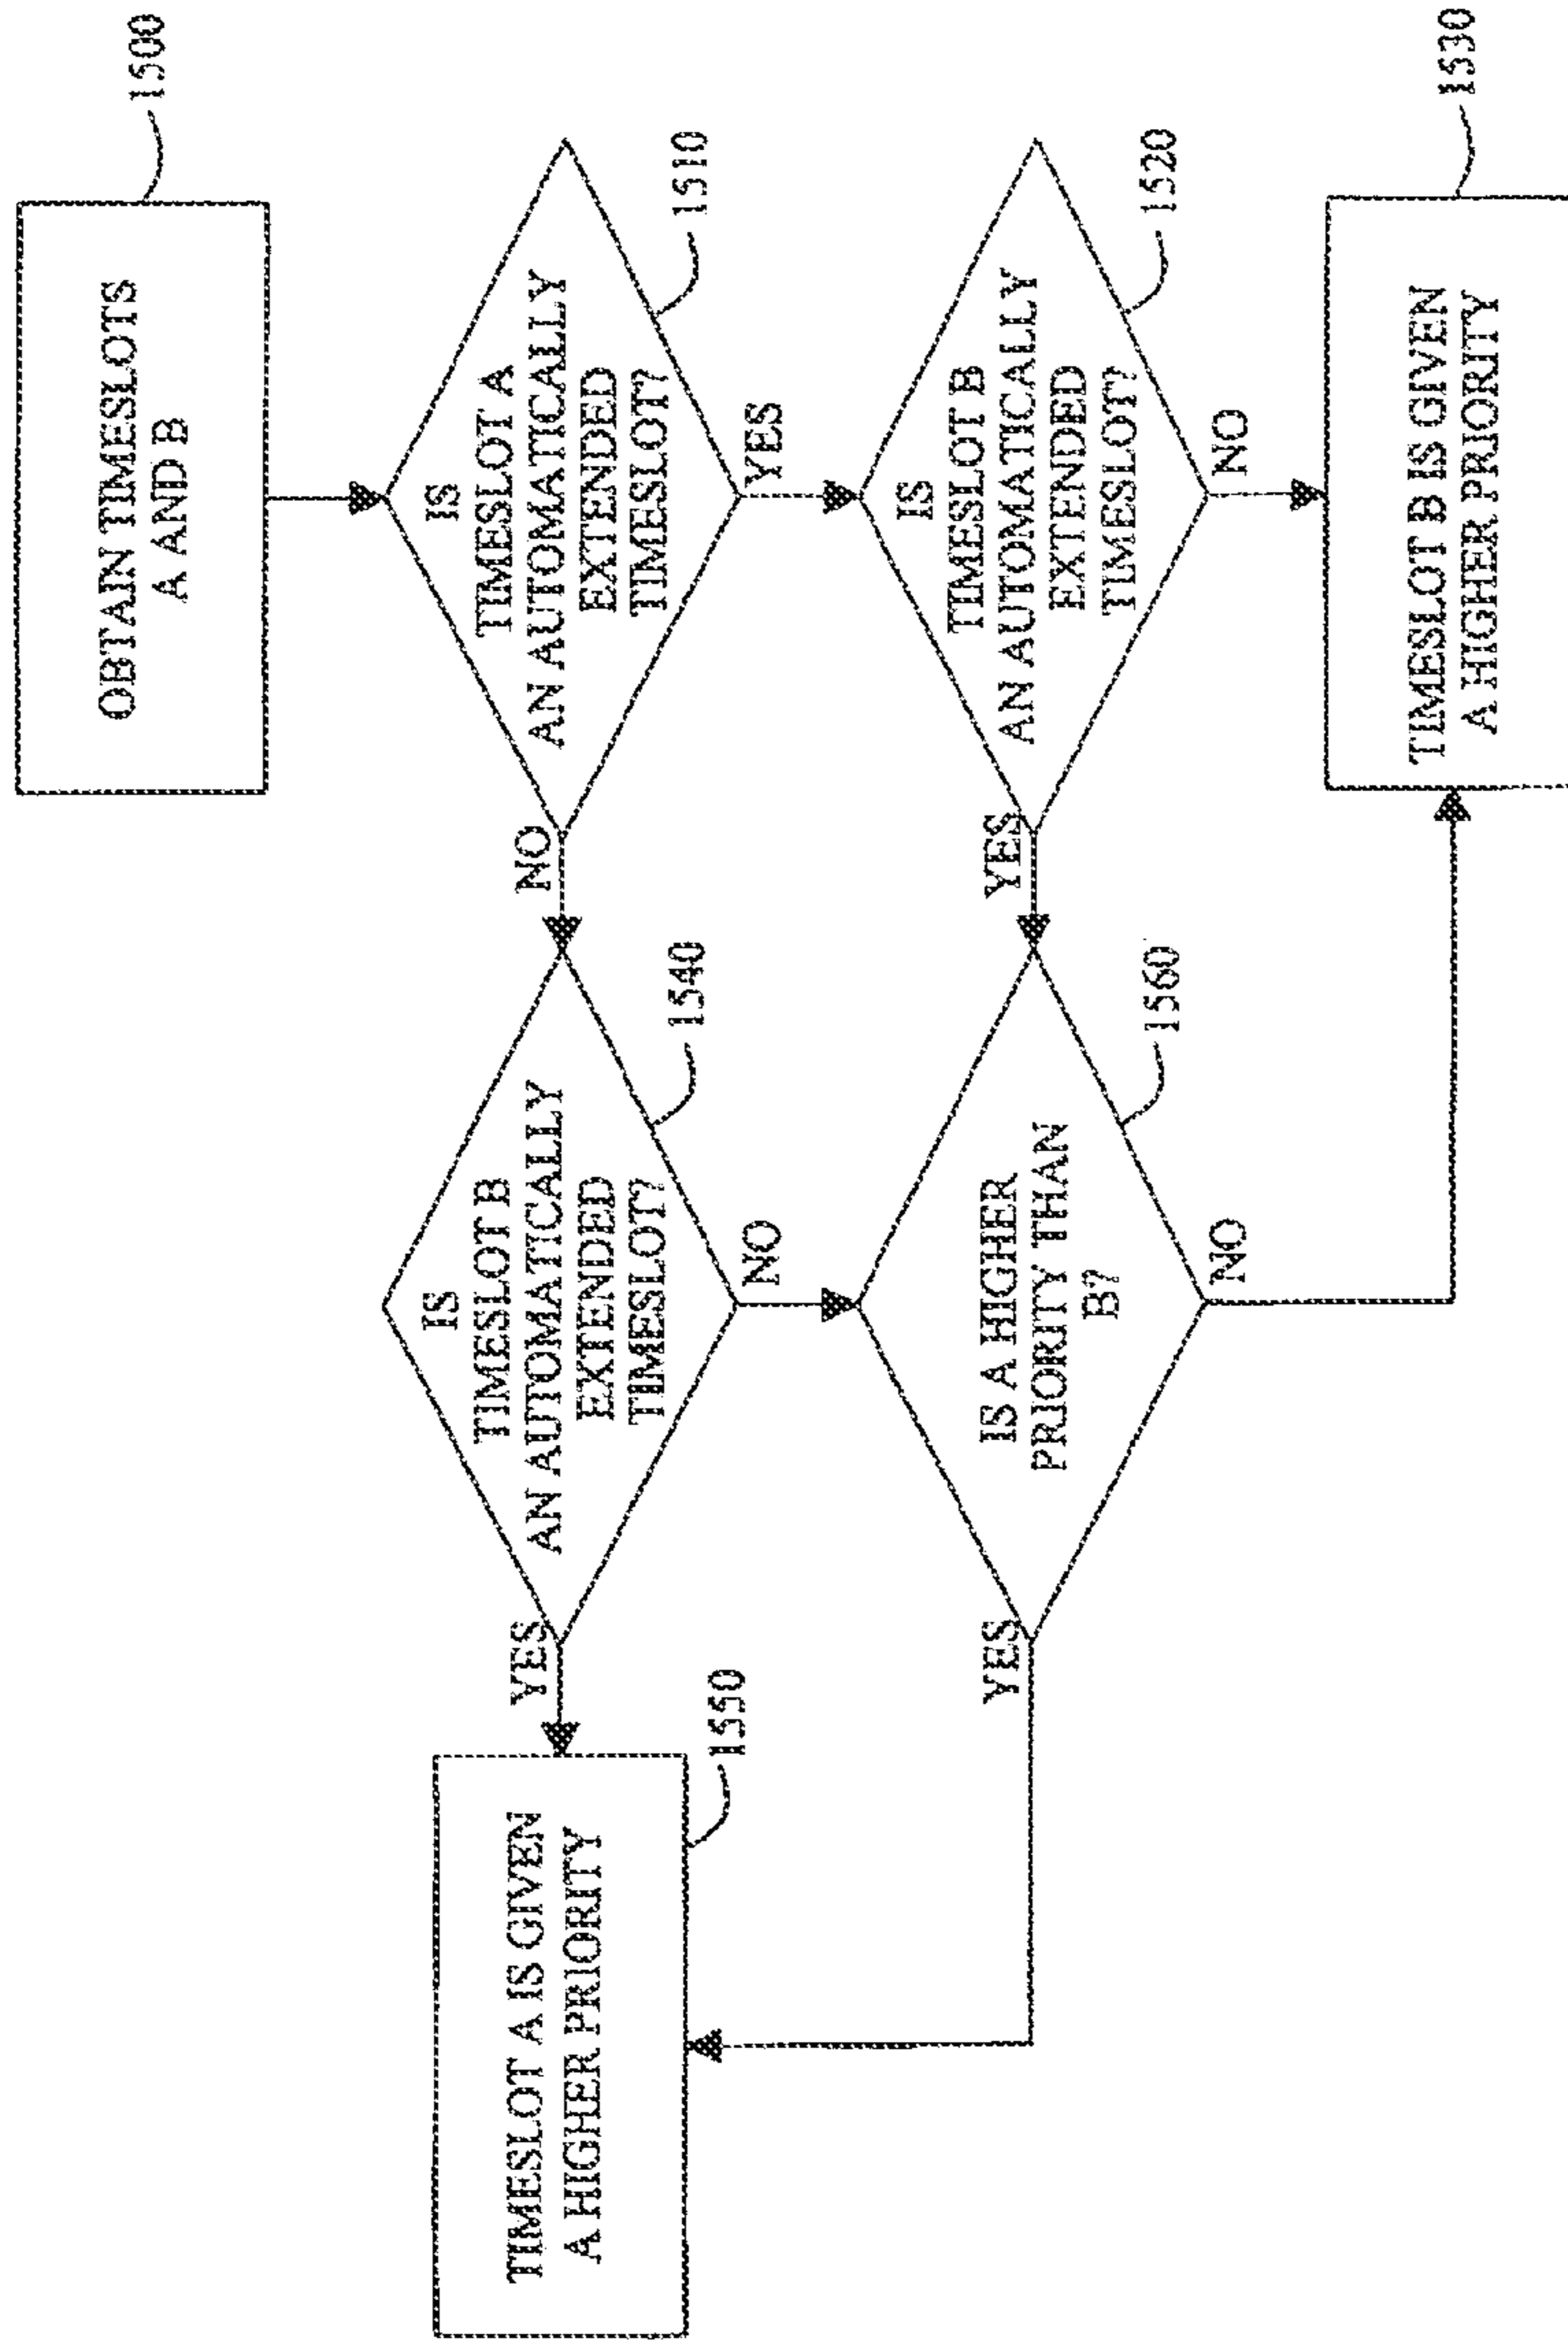 OBTAIN TIMESLOTS
A AND B
1500
IS
TIMESLOT A
AN AUTOMATICALLY
EXTENDED
TIMESLOT?
1510
NO
YES
IS
TIMESLOT B
AN AUTOMATICALLY
EXTENDED
TIMESLOT?
1540
YES
NO
TIMESLOT A IS GIVEN
A HIGHER PRIORITY
1550
IS
TIMESLOT B
AN AUTOMATICALLY
EXTENDED
TIMESLOT?
1520
YES
NO
IS A HIGHER
PRIORITY THAN
B?
1560
YES
NO
TIMESLOT B IS GIVEN
A HIGHER PRIORITY
1530